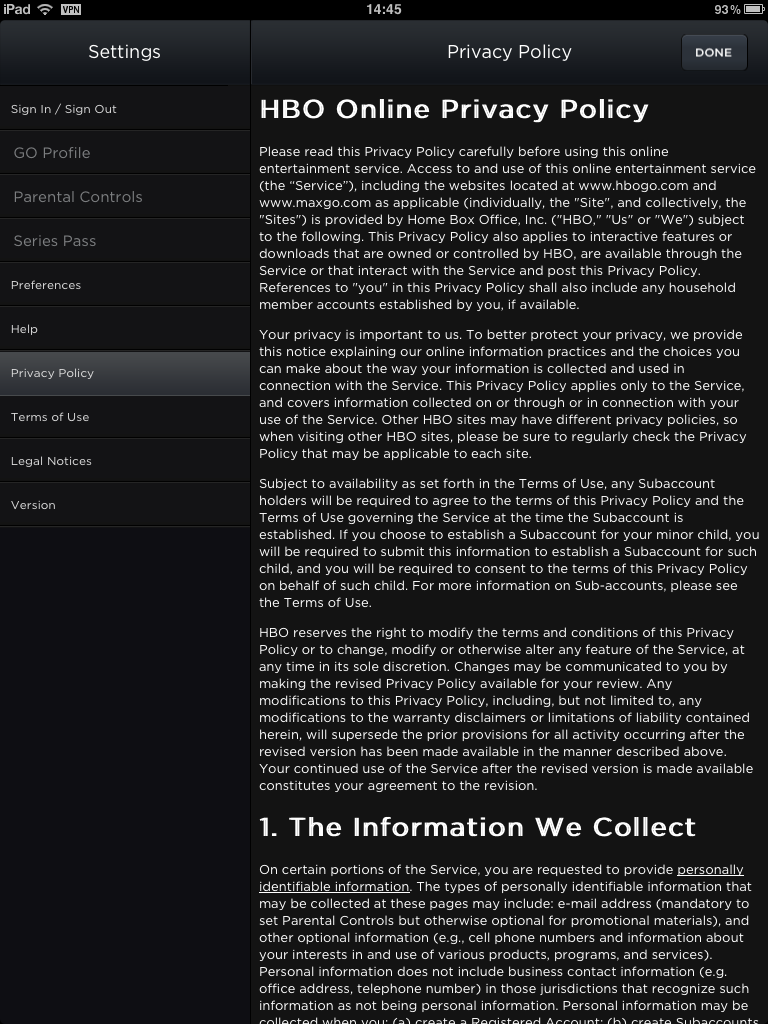 iPad VPN 14:45 93%
Settings
Privacy Policy
DONE
Sign In / Sign Out
GO Profile
Parental Controls
Series Pass
Preferences
Help
Privacy Policy
Terms of Use
Legal Notices
Version
HBO Online Privacy Policy
Please read this Privacy Policy carefully before using this online
entertainment service. Access to and use of this online entertainment service
(the “Service”), including the websites located at www.hbogo.com and
www.maxgo.com as applicable (individually, the "Site", and collectively, the
"Sites") is provided by Home Box Office, Inc. ("HBO," "Us" or "We") subject
to the following. This Privacy Policy also applies to interactive features or
downloads that are owned or controlled by HBO, are available through the
Service or that interact with the Service and post this Privacy Policy.
References to "you" in this Privacy Policy shall also include any household
member accounts established by you, if available.
Your privacy is important to us. To better protect your privacy, we provide
this notice explaining our online information practices and the choices you
can make about the way your information is collected and used in
connection with the Service. This Privacy Policy applies only to the Service,
and covers information collected on or through or in connection with your
use of the Service. Other HBO sites may have different privacy policies, so
when visiting other HBO sites, please be sure to regularly check the Privacy
Policy that may be applicable to each site.
Subject to availability as set forth in the Terms of Use, any Subaccount
holders will be required to agree to the terms of this Privacy Policy and the
Terms of Use governing the Service at the time the Subaccount is
established. If you choose to establish a Subaccount for your minor child, you
will be required to submit this information to establish a Subaccount for such
child, and you will be required to consent to the terms of this Privacy Policy
on behalf of such child. For more information on Sub-accounts, please see
the Terms of Use.
HBO reserves the right to modify the terms and conditions of this Privacy
Policy or to change, modify or otherwise alter any feature of the Service, at
any time in its sole discretion. Changes may be communicated to you by
making the revised Privacy Policy available for your review. Any
modifications to this Privacy Policy, including, but not limited to, any
modifications to the warranty disclaimers or limitations of liability contained
herein, will supersede the prior provisions for all activity occurring after the
revised version has been made available in the manner described above.
Your continued use of the Service after the revised version is made available
constitutes your agreement to the revision.
1. The Information We Collect
On certain portions of the Service, you are requested to provide personally
identifiable information. The types of personally identifiable information that
may be collected at these pages may include: e-mail address (mandatory to
set Parental Controls but otherwise optional for promotional materials), and
other optional information (e.g., cell phone numbers and information about
your interests in and use of various products, programs, and services).
Personal information does not include business contact information (e.g.
office address, telephone number) in those jurisdictions that recognize such
information as not being personal information. Personal information may be
collected when you: (a) create a Registered Account; (b) create Subaccounts